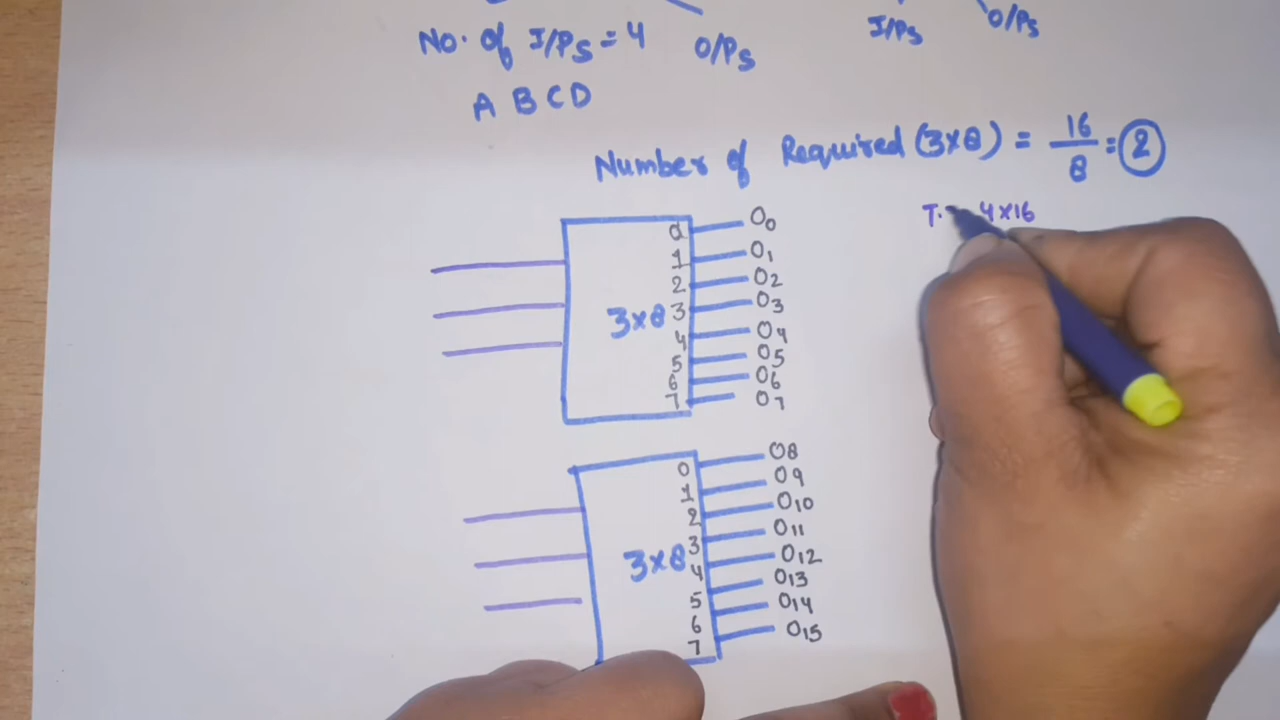 I/Ps
O/Ps
No. of I/Ps = 4 O/Ps
A B C D
Number of Required (3×8) = 16/8 = 2
T. 4×16
0 O0
1 O1
2 O2
3×8 3 O3
4 O4
5 O5
6 O6
7 O7
0 O8
1 O9
2 O10
3 O11
3×8 4 O12
5 O13
6 O14
7 O15